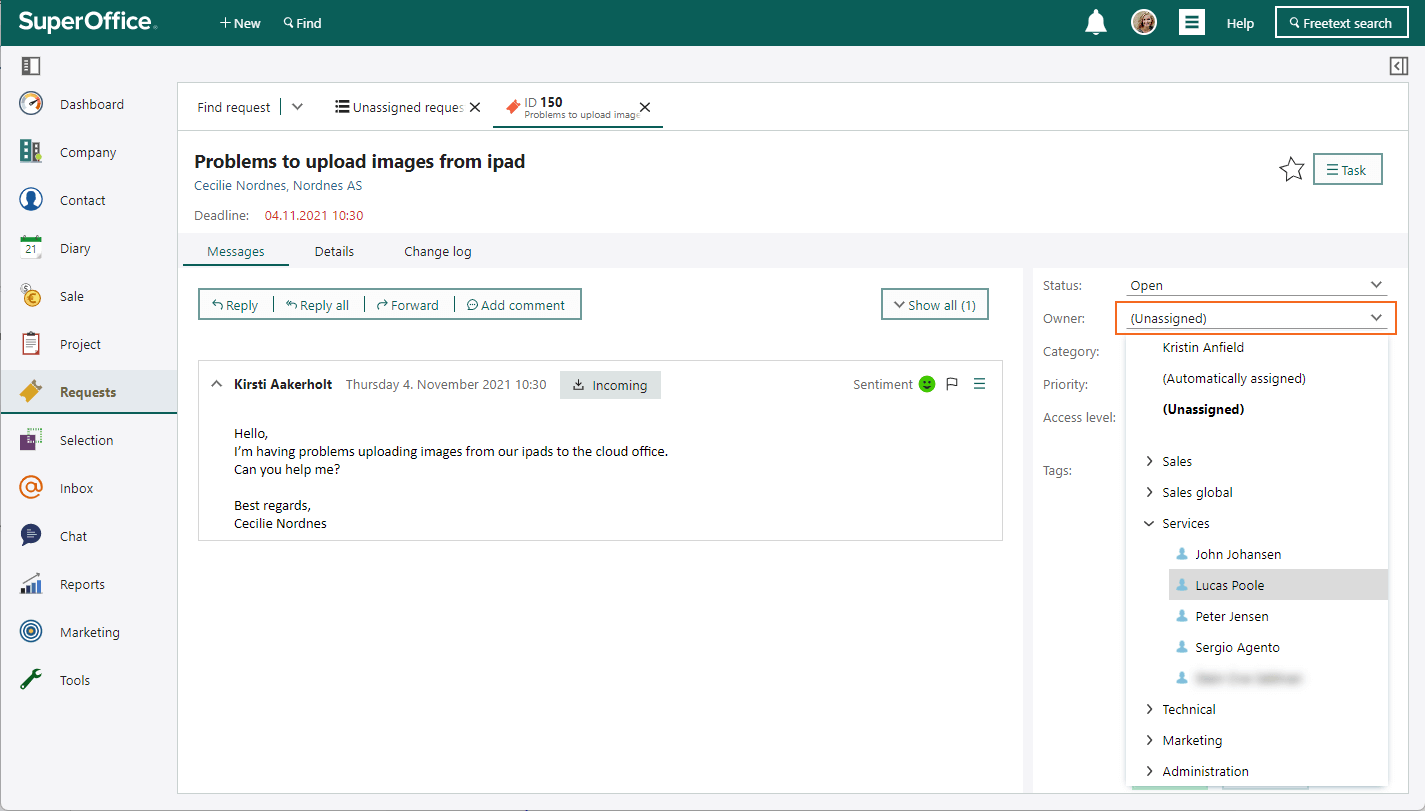 SuperOffice
+ New
Find
Help
Freetext search
Dashboard
Company
Contact
21
Diary
Sale
Project
Requests
Selection
Inbox
Chat
Reports
Marketing
Tools
Find request
Unassigned reques
ID 150
Problems to upload image
Problems to upload images from ipad
Cecilie Nordnes, Nordnes AS
Task
Deadline: 04.11.2021 10:30
Messages
Details
Change log
Reply
Reply all
Forward
Add comment
Show all (1)
Kirsti Aakerholt Thursday 4. November 2021 10:30
Incoming
Sentiment
Hello,
I'm having problems uploading images from our ipads to the cloud office.
Can you help me?
Best regards,
Cecilie Nordnes
Status: Open
Owner: (Unassigned)
Category:
Priority:
Access level:
Tags:
Kristin Anfield
(Automatically assigned)
(Unassigned)
Sales
Sales global
Services
John Johansen
Lucas Poole
Peter Jensen
Sergio Agento
Technical
Marketing
Administration